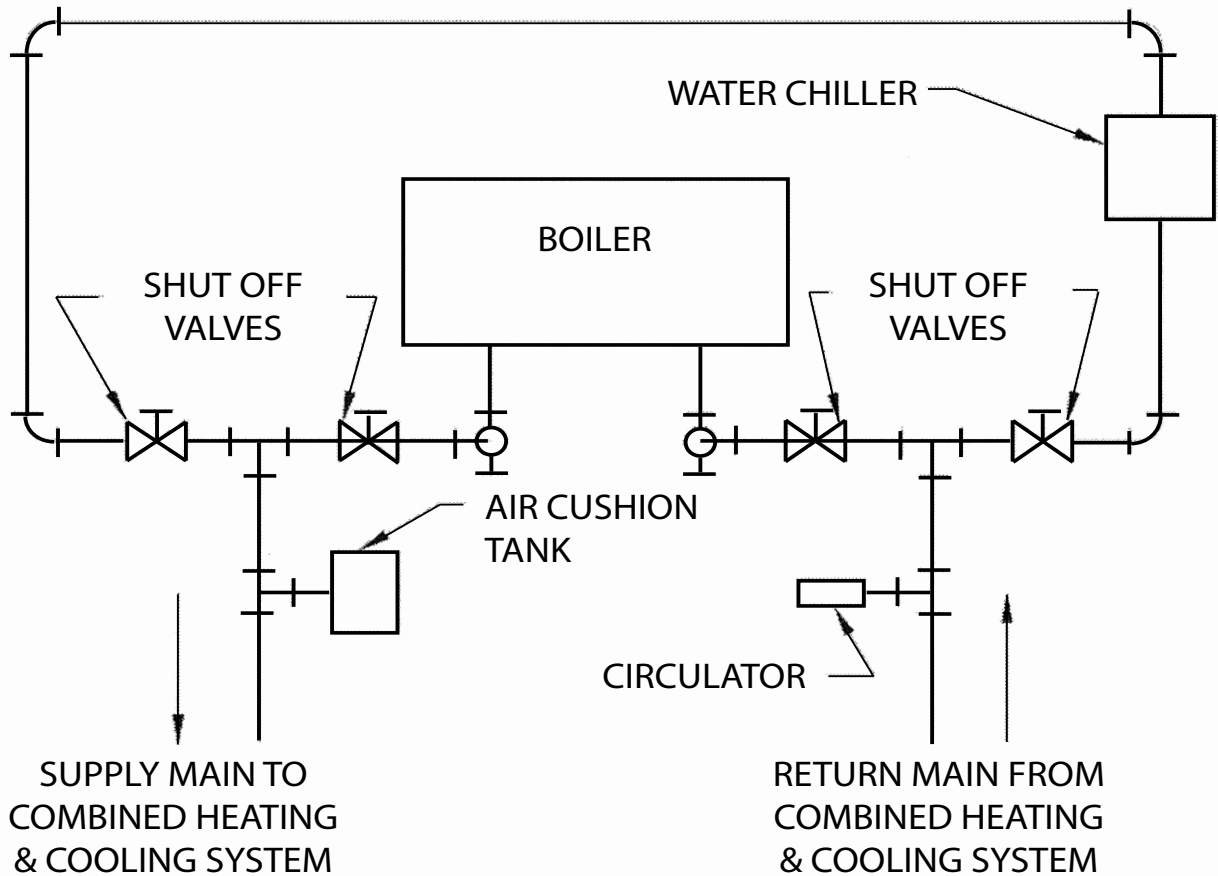 WATER CHILLER
BOILER
SHUT OFF
VALVES
SHUT OFF
VALVES
AIR CUSHION
TANK
CIRCULATOR
SUPPLY MAIN TO
COMBINED HEATING
& COOLING SYSTEM
RETURN MAIN FROM
COMBINED HEATING
& COOLING SYSTEM